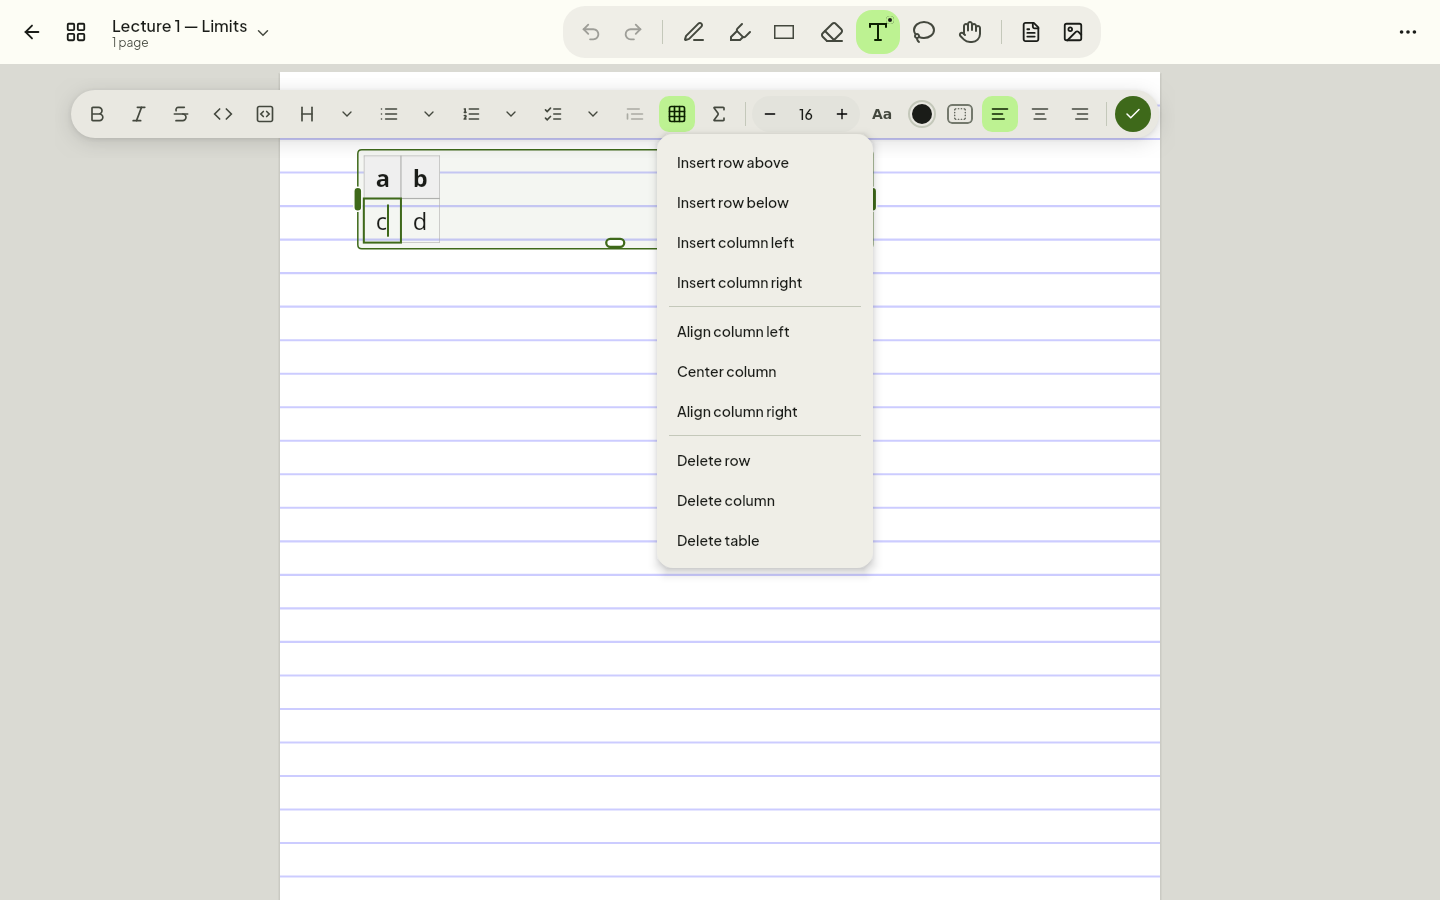 Lecture 1 — Limits
1 page
16
Aa
a b
c d
Insert row above
Insert row below
Insert column left
Insert column right
Align column left
Center column
Align column right
Delete row
Delete column
Delete table